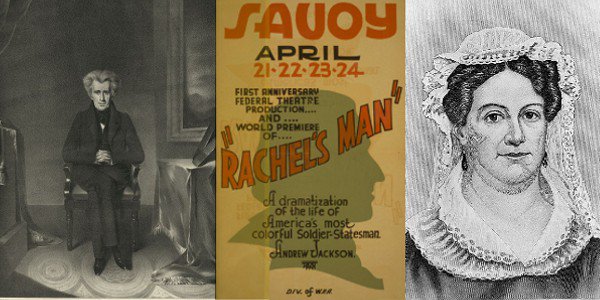 SAVOY
APRIL
21-22-23-24
FIRST ANNIVERSARY
FEDERAL THEATRE
PRODUCTION....
AND ....
WORLD PREMIERE
OF....
"RACHEL'S MAN"
A dramatization
of the life of
America's most
colorful Soldier-Statesman.
ANDREW JACKSON.
DIV. of W.P.A.